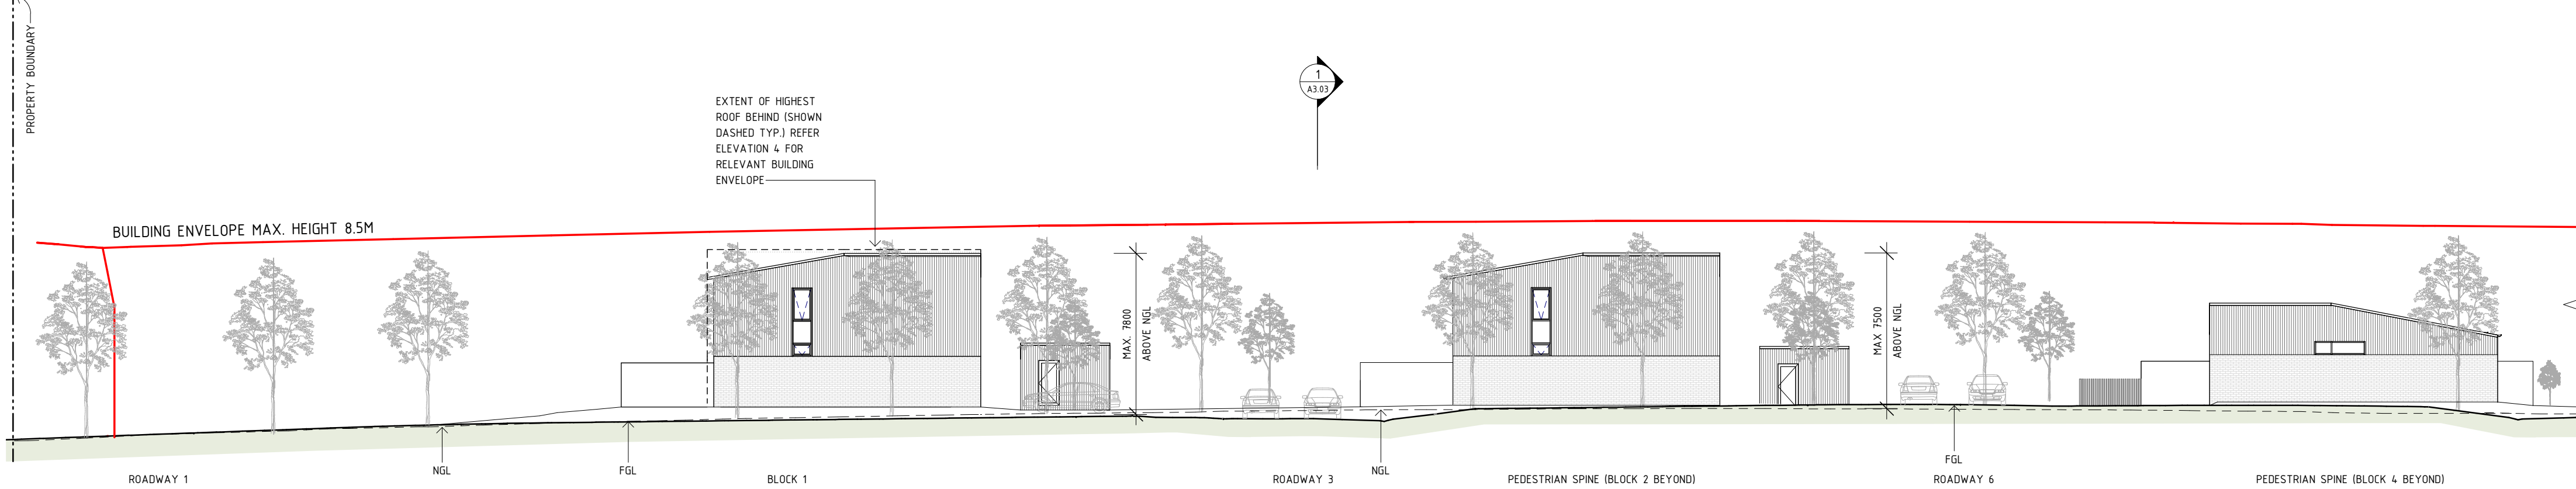 PROPERTY BOUNDARY
1
A3.03
EXTENT OF HIGHEST
ROOF BEHIND (SHOWN
DASHED TYP.) REFER
ELEVATION 4 FOR
RELEVANT BUILDING
ENVELOPE
BUILDING ENVELOPE MAX. HEIGHT 8.5M
MAX. 7800
ABOVE NGL
MAX 7500
ABOVE NGL
NGL
FGL
NGL
FGL
ROADWAY 1
BLOCK 1
ROADWAY 3
PEDESTRIAN SPINE (BLOCK 2 BEYOND)
ROADWAY 6
PEDESTRIAN SPINE (BLOCK 4 BEYOND)